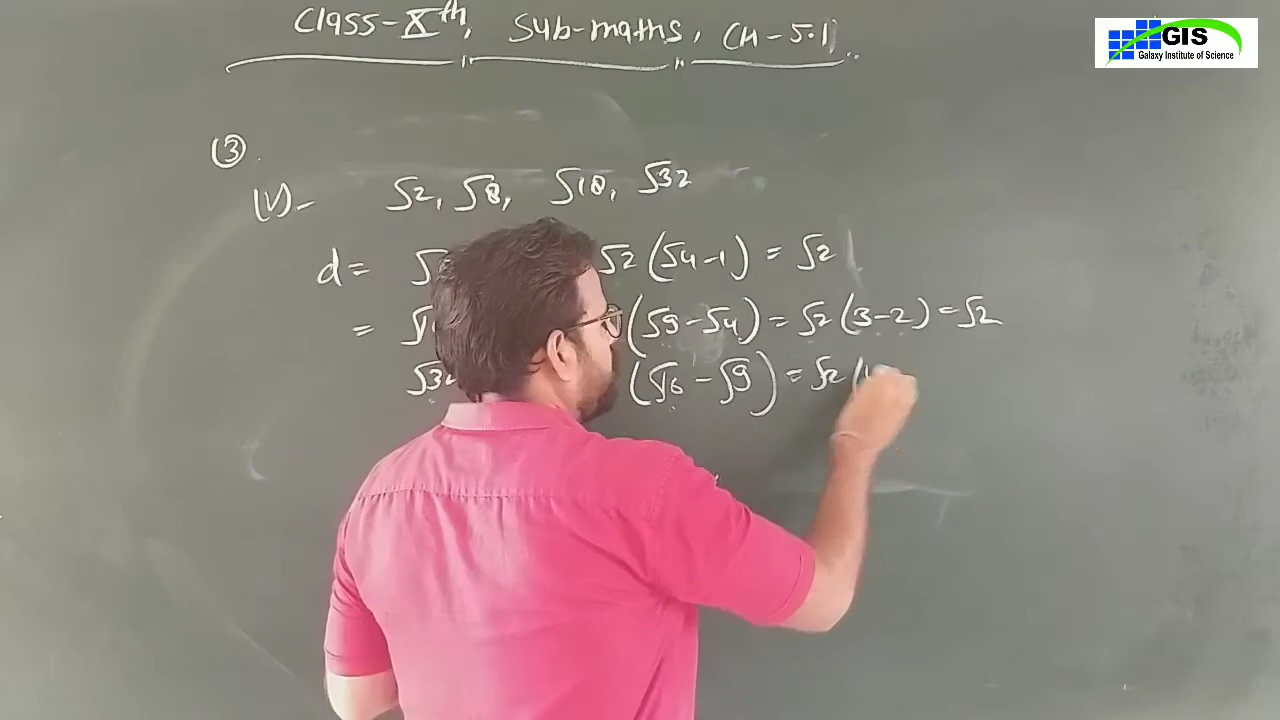 Class-Xth, Sub-maths, CH-5.1
GIS
Galaxy Institute of Science
③
(V)- √2, √8, √18, √32
d = √2(√4-1) = √2
= (√9-√4) = √2(3-2) = √2
√32 (√16-√9) = √2(